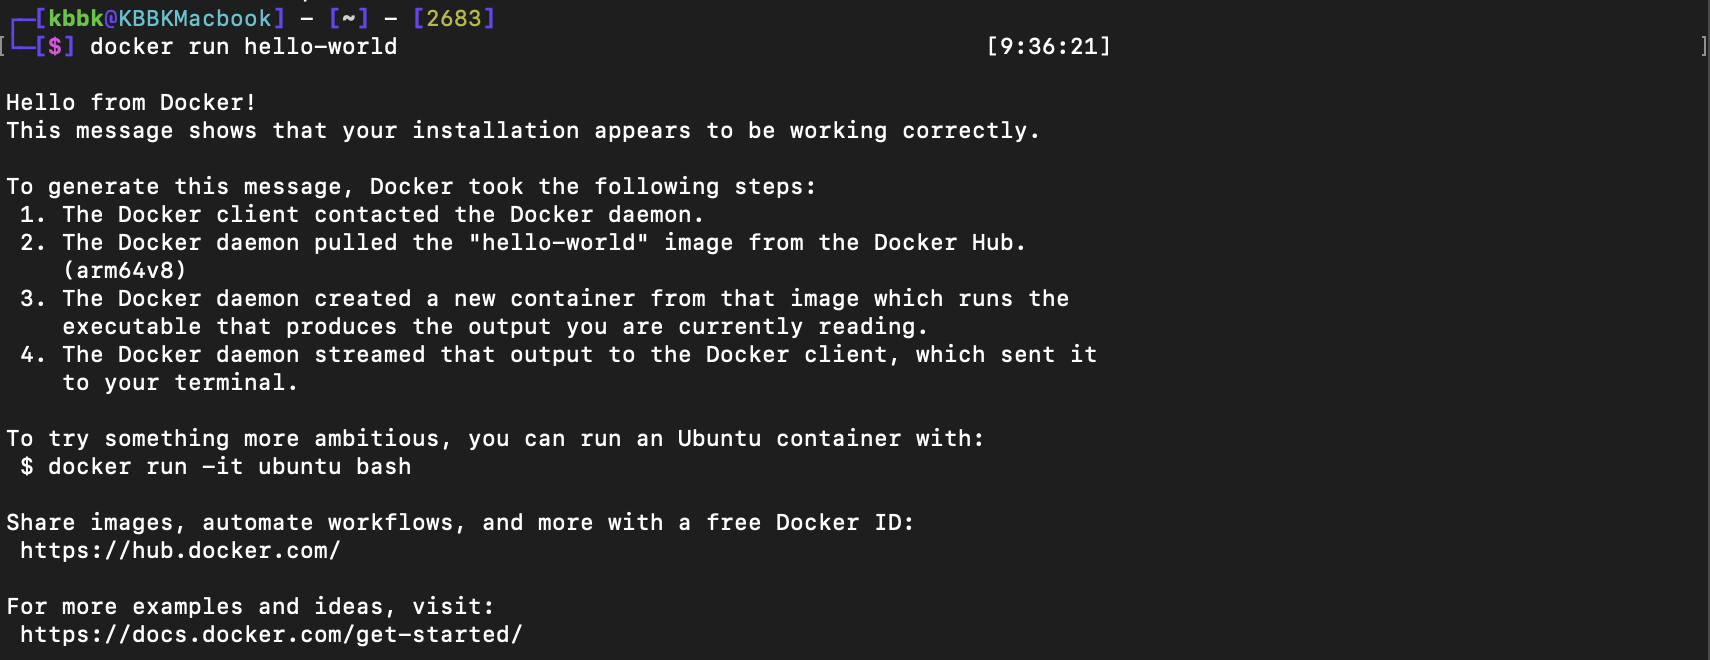 ┌─[kbbk@KBBKMacbook] - [~] - [2683]
[└─[$] docker run hello-world [9:36:21] ]
Hello from Docker!
This message shows that your installation appears to be working correctly.
To generate this message, Docker took the following steps:
1. The Docker client contacted the Docker daemon.
2. The Docker daemon pulled the "hello-world" image from the Docker Hub.
(arm64v8)
3. The Docker daemon created a new container from that image which runs the
executable that produces the output you are currently reading.
4. The Docker daemon streamed that output to the Docker client, which sent it
to your terminal.
To try something more ambitious, you can run an Ubuntu container with:
$ docker run -it ubuntu bash
Share images, automate workflows, and more with a free Docker ID:
https://hub.docker.com/
For more examples and ideas, visit:
https://docs.docker.com/get-started/